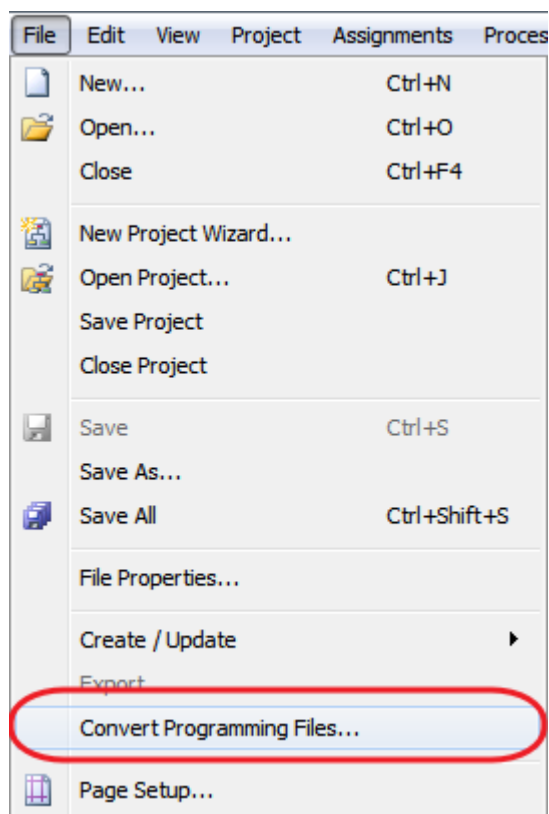 File Edit View Project Assignments Proces
New... Ctrl+N
Open... Ctrl+O
Close Ctrl+F4
New Project Wizard...
Open Project... Ctrl+J
Save Project
Close Project
Save Ctrl+S
Save As...
Save All Ctrl+Shift+S
File Properties...
Create / Update
Export...
Convert Programming Files...
Page Setup...